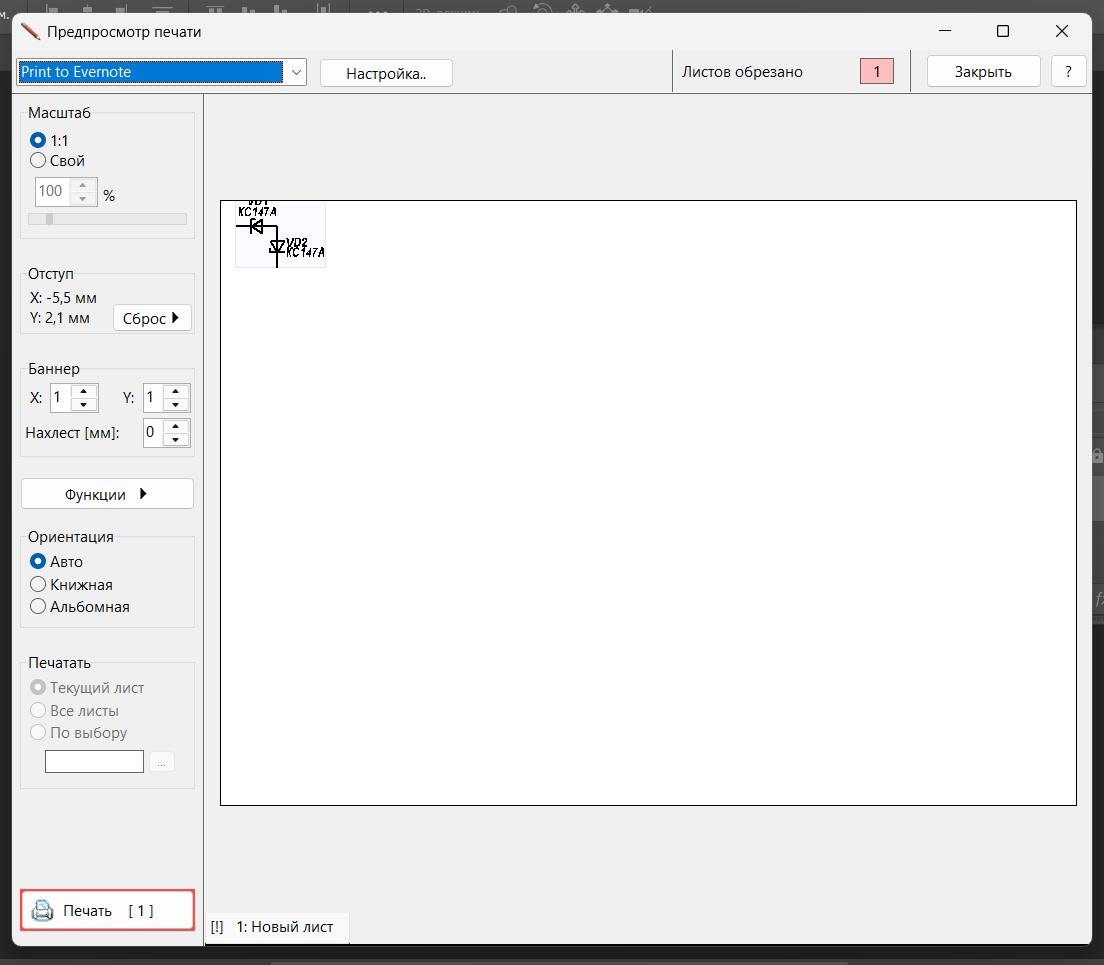 Предпросмотр печати
Print to Evernote
Настройка..
Листов обрезано
1
Закрыть
?
Масштаб
1:1
Свой
100
%
Отступ
X: -5,5 мм
Y: 2,1 мм
Сброс
Баннер
X: 1
Y: 1
Нахлест [мм]: 0
Функции
Ориентация
Авто
Книжная
Альбомная
Печатать
Текущий лист
Все листы
По выбору
...
Печать [ 1 ]
VD1
КС147А
VD2
КС147А
[!] 1: Новый лист